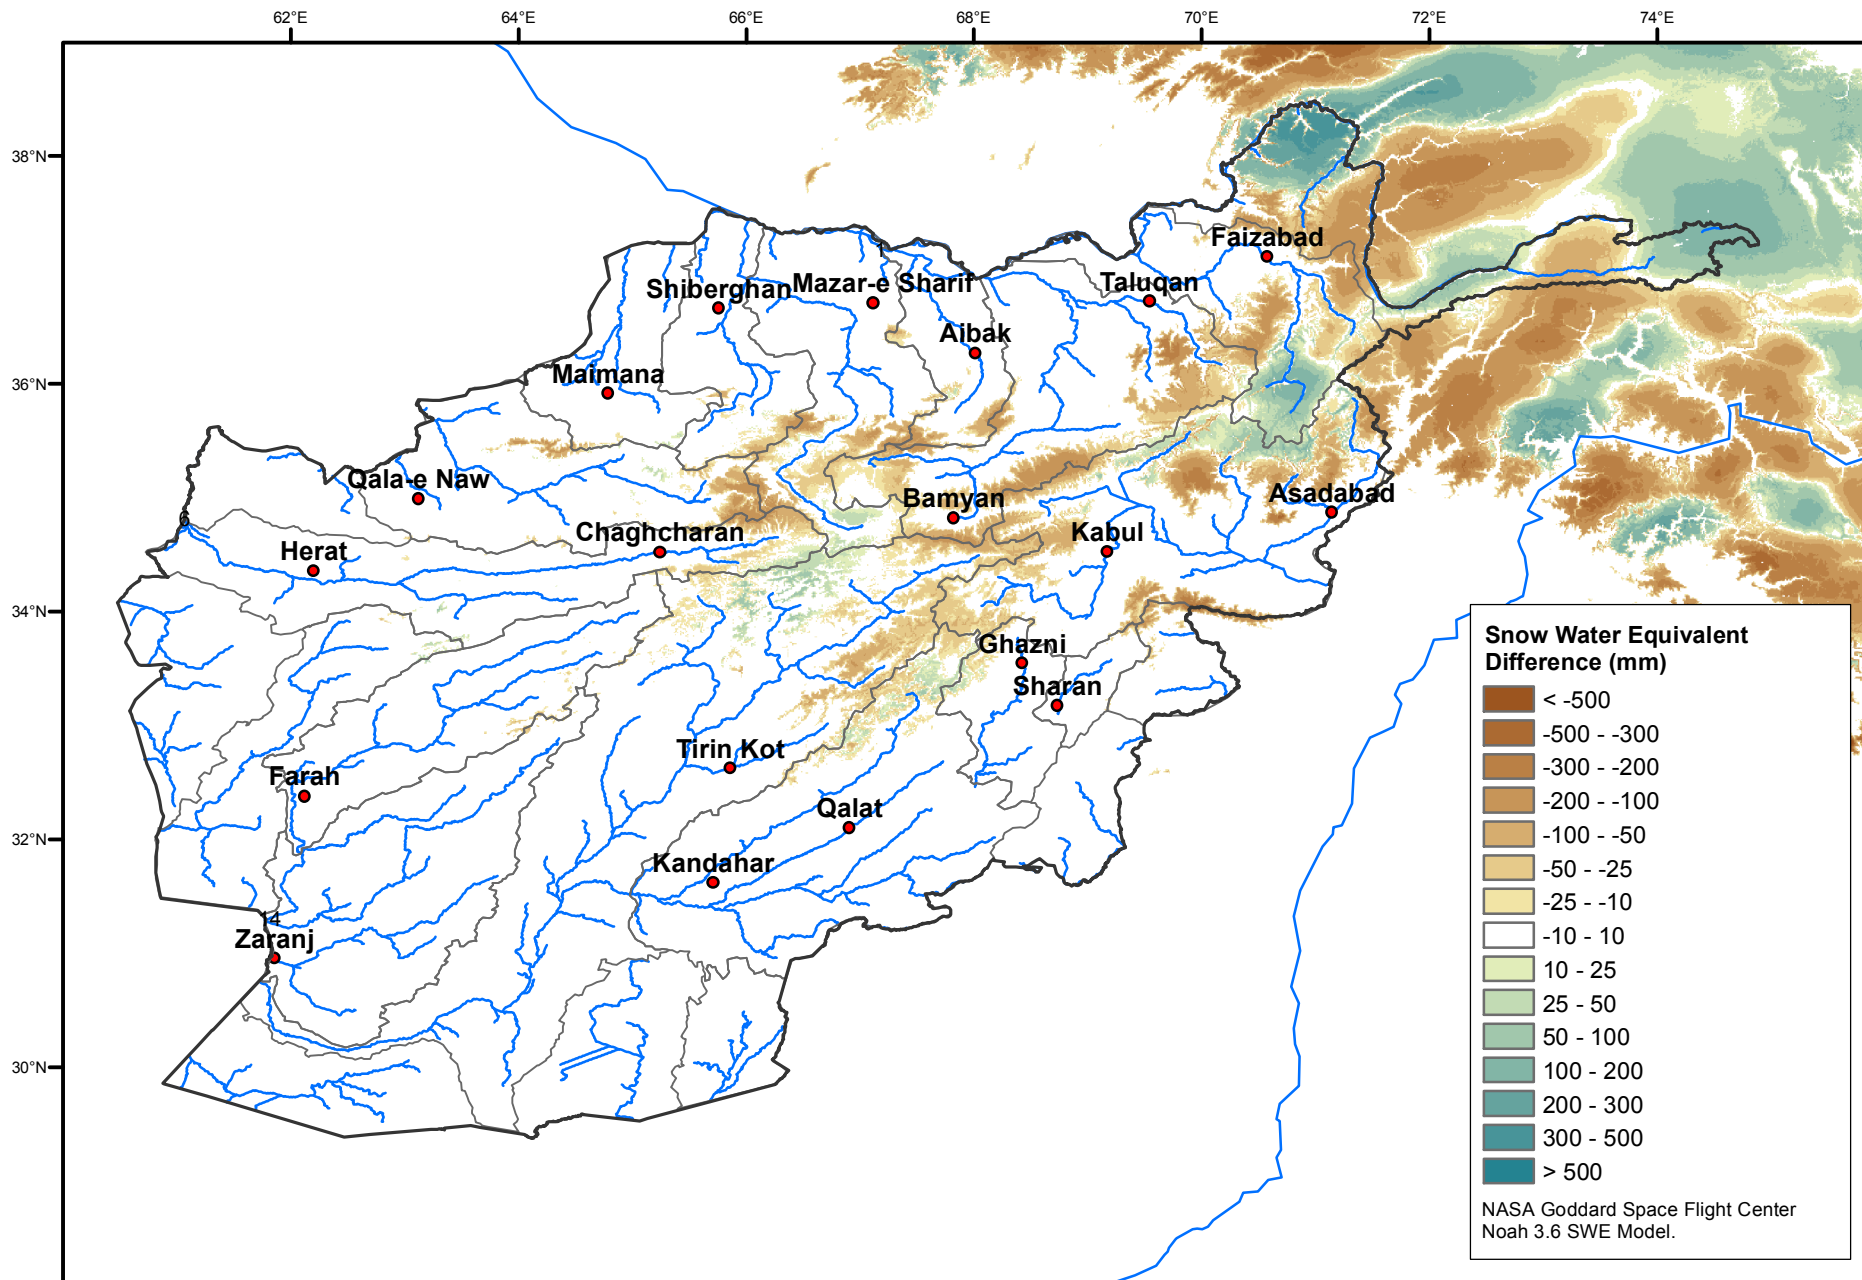 62°E 64°E 66°E 68°E 70°E 72°E 74°E
38°N
36°N
34°N
32°N
30°N
Faizabad
Shiberghan
Mazar-e Sharif
Taluqan
Aibak
Maimana
Qala-e Naw
Bamyan
Asadabad
6
Herat
Chaghcharan
Kabul
Ghazni
Sharan
Tirin Kot
Farah
Qalat
Kandahar
14
Zaranj
Snow Water Equivalent
Difference (mm)
< -500
-500 - -300
-300 - -200
-200 - -100
-100 - -50
-50 - -25
-25 - -10
-10 - 10
10 - 25
25 - 50
50 - 100
100 - 200
200 - 300
300 - 500
> 500
NASA Goddard Space Flight Center
Noah 3.6 SWE Model.